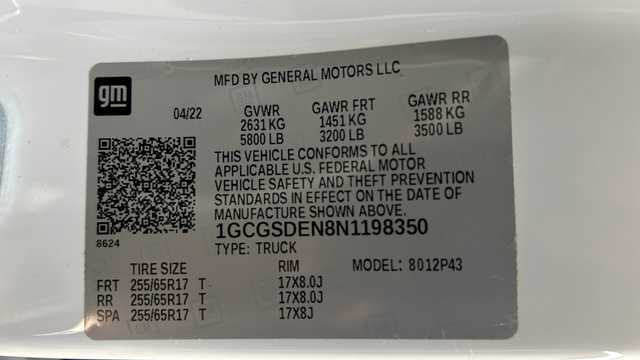 gm
MFD BY GENERAL MOTORS LLC
04/22 GVWR GAWR FRT GAWR RR
2631 KG 1451 KG 1588 KG
5800 LB 3200 LB 3500 LB
THIS VEHICLE CONFORMS TO ALL
APPLICABLE U.S. FEDERAL MOTOR
VEHICLE SAFETY AND THEFT PREVENTION
STANDARDS IN EFFECT ON THE DATE OF
MANUFACTURE SHOWN ABOVE.
8624
1GCGSDEN8N1198350
TYPE: TRUCK
TIRE SIZE RIM MODEL: 8012P43
FRT 255/65R17 T 17X8.0J
RR 255/65R17 T 17X8.0J
SPA 255/65R17 T 17X8J